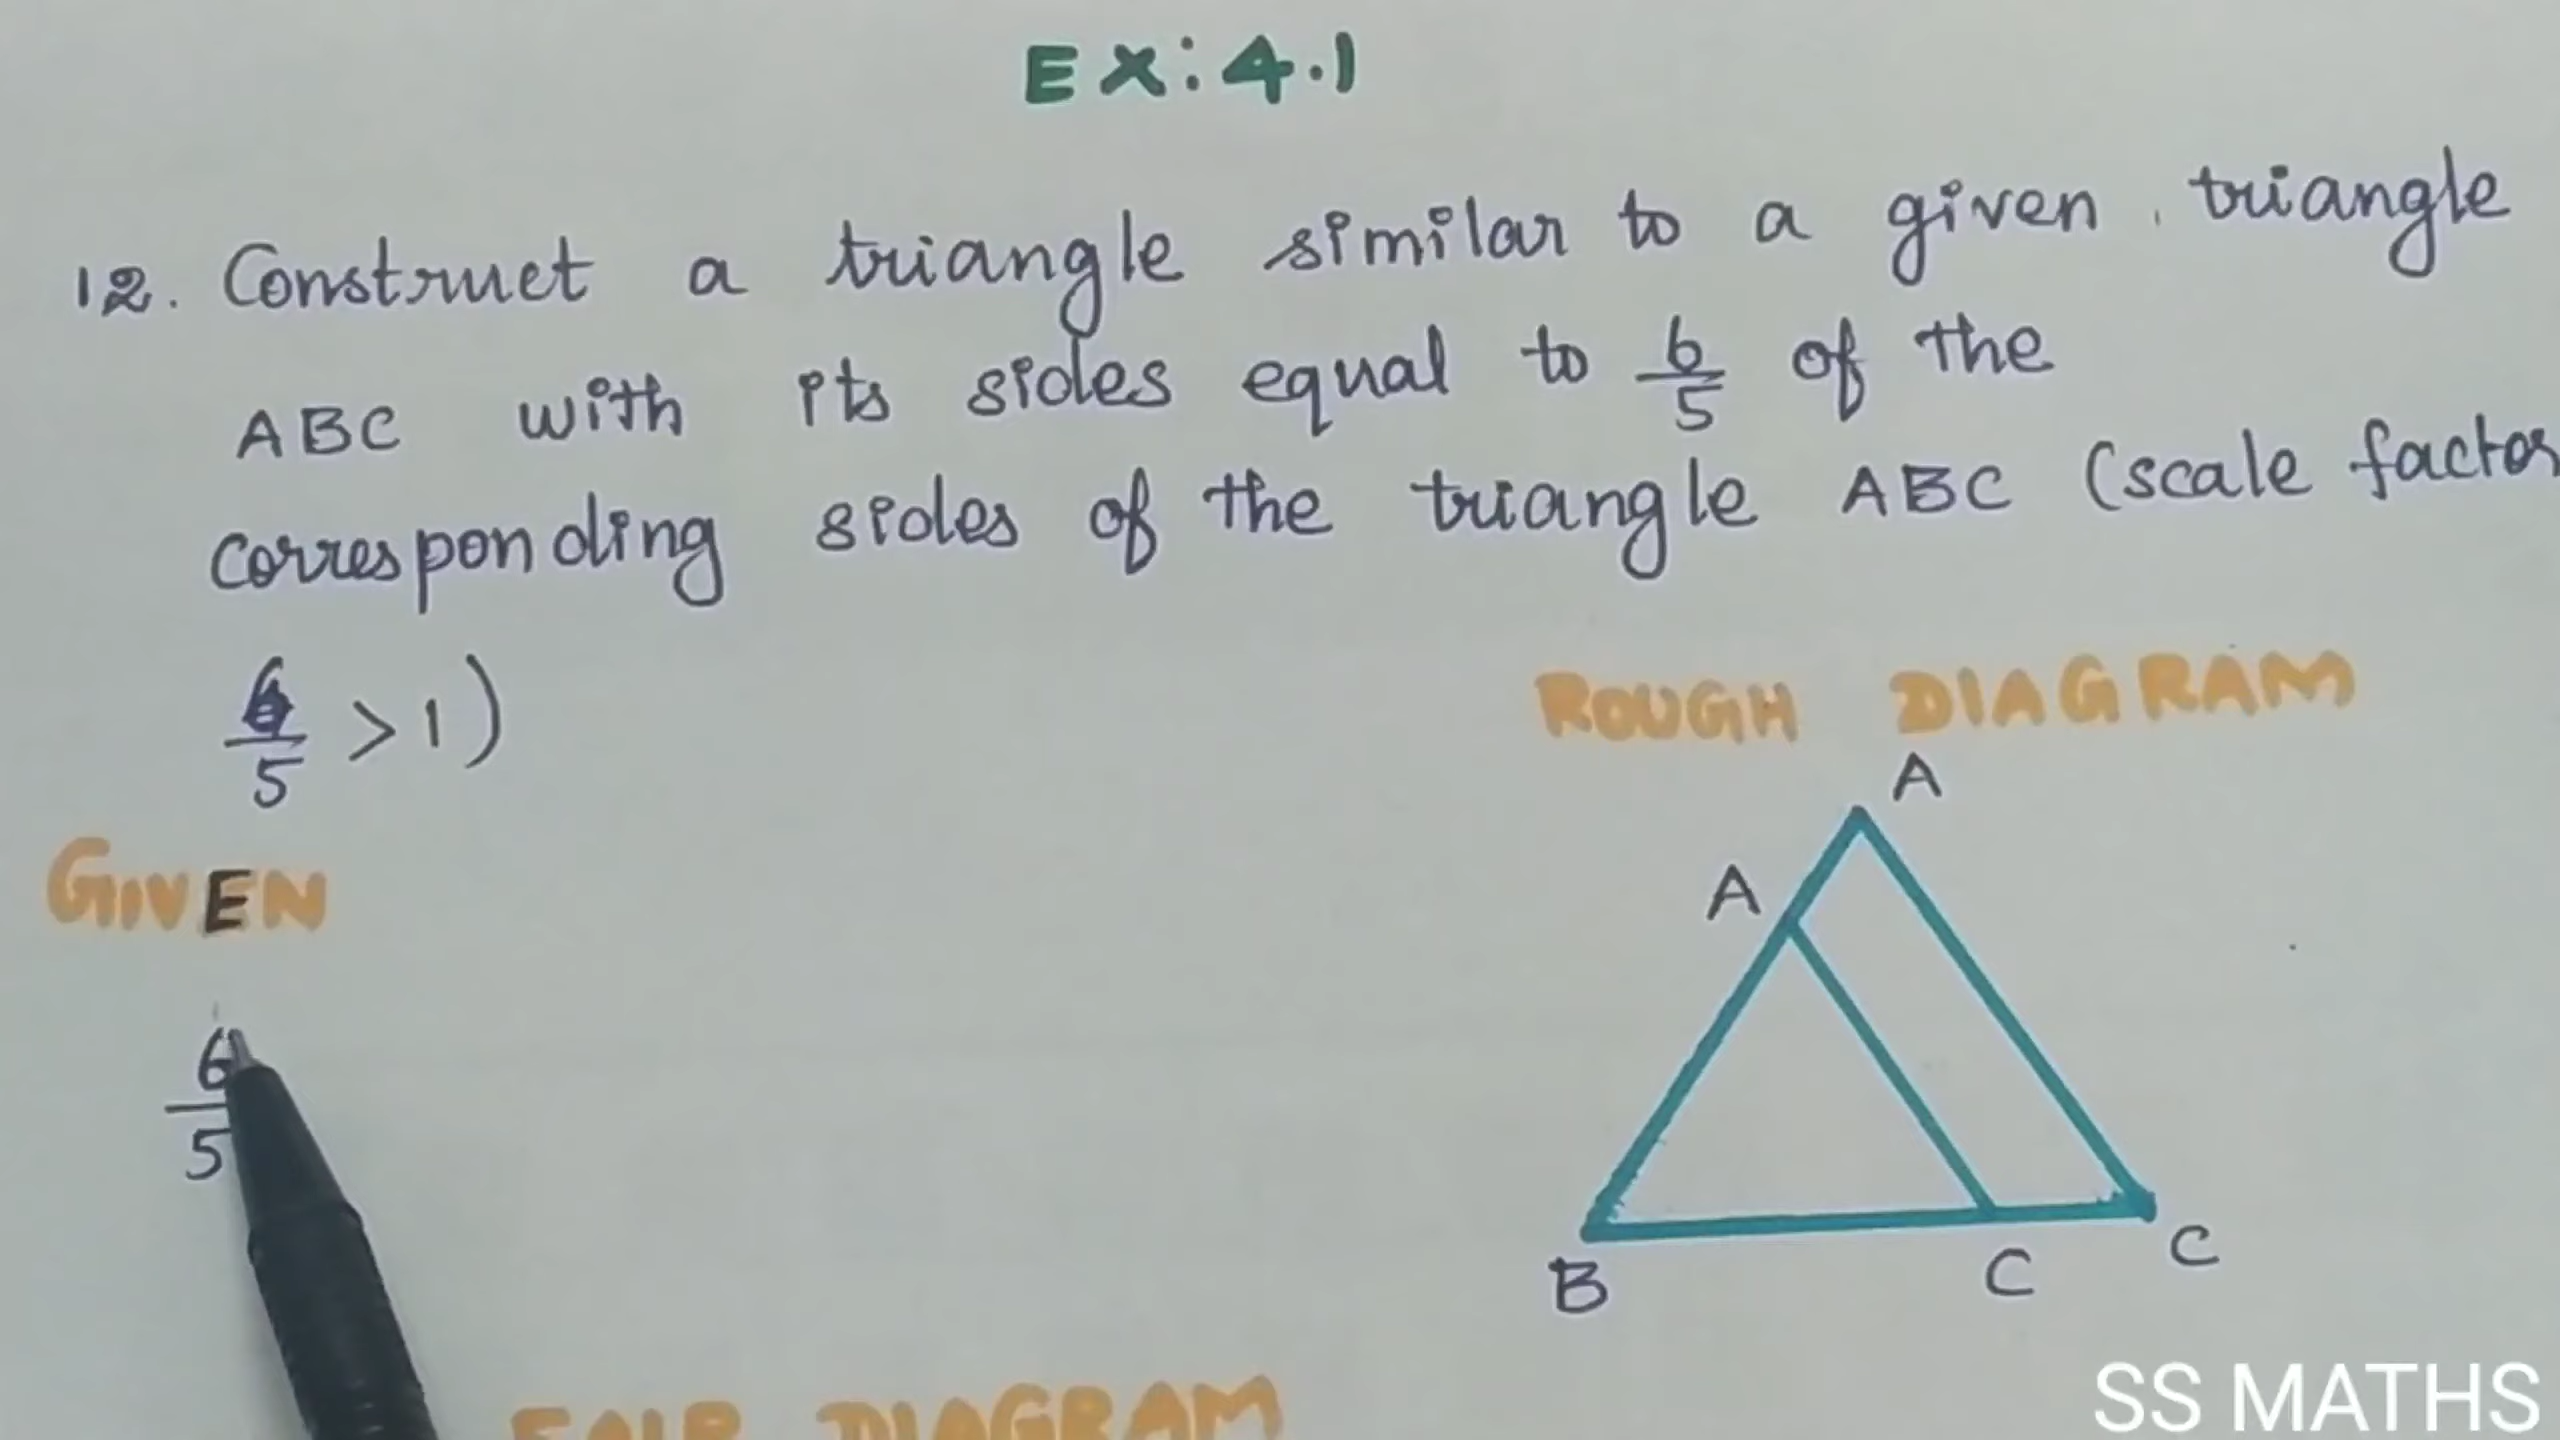 EX: 4.1
12. Construct a triangle similar to a given triangle
ABC with its sides equal to 6/5 of the
corresponding sides of the triangle ABC (scale factor
6/5 > 1)
ROUGH DIAGRAM
A
A
GIVEN
6/5
B
C
C
FAIR DIAGRAM
SS MATHS